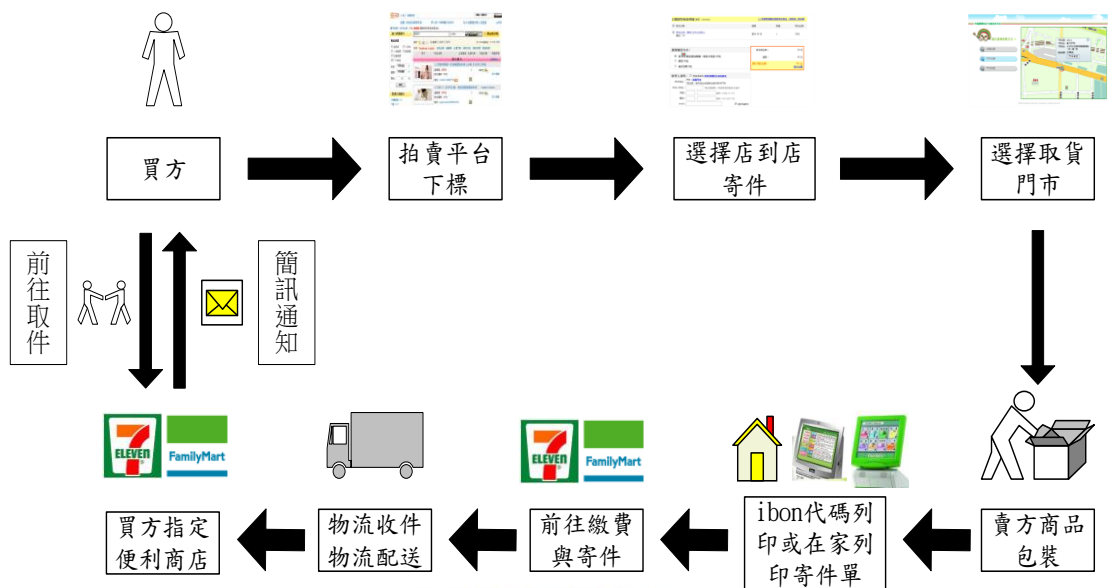 買方
拍賣平台
下標
選擇店到店
寄件
選擇取貨
門市
前往取件
簡訊通知
7
ELEVEN
FamilyMart
7
ELEVEN
FamilyMart
買方指定
便利商店
物流收件
物流配送
前往繳費
與寄件
ibon代碼列
印或在家列
印寄件單
賣方商品
包裝